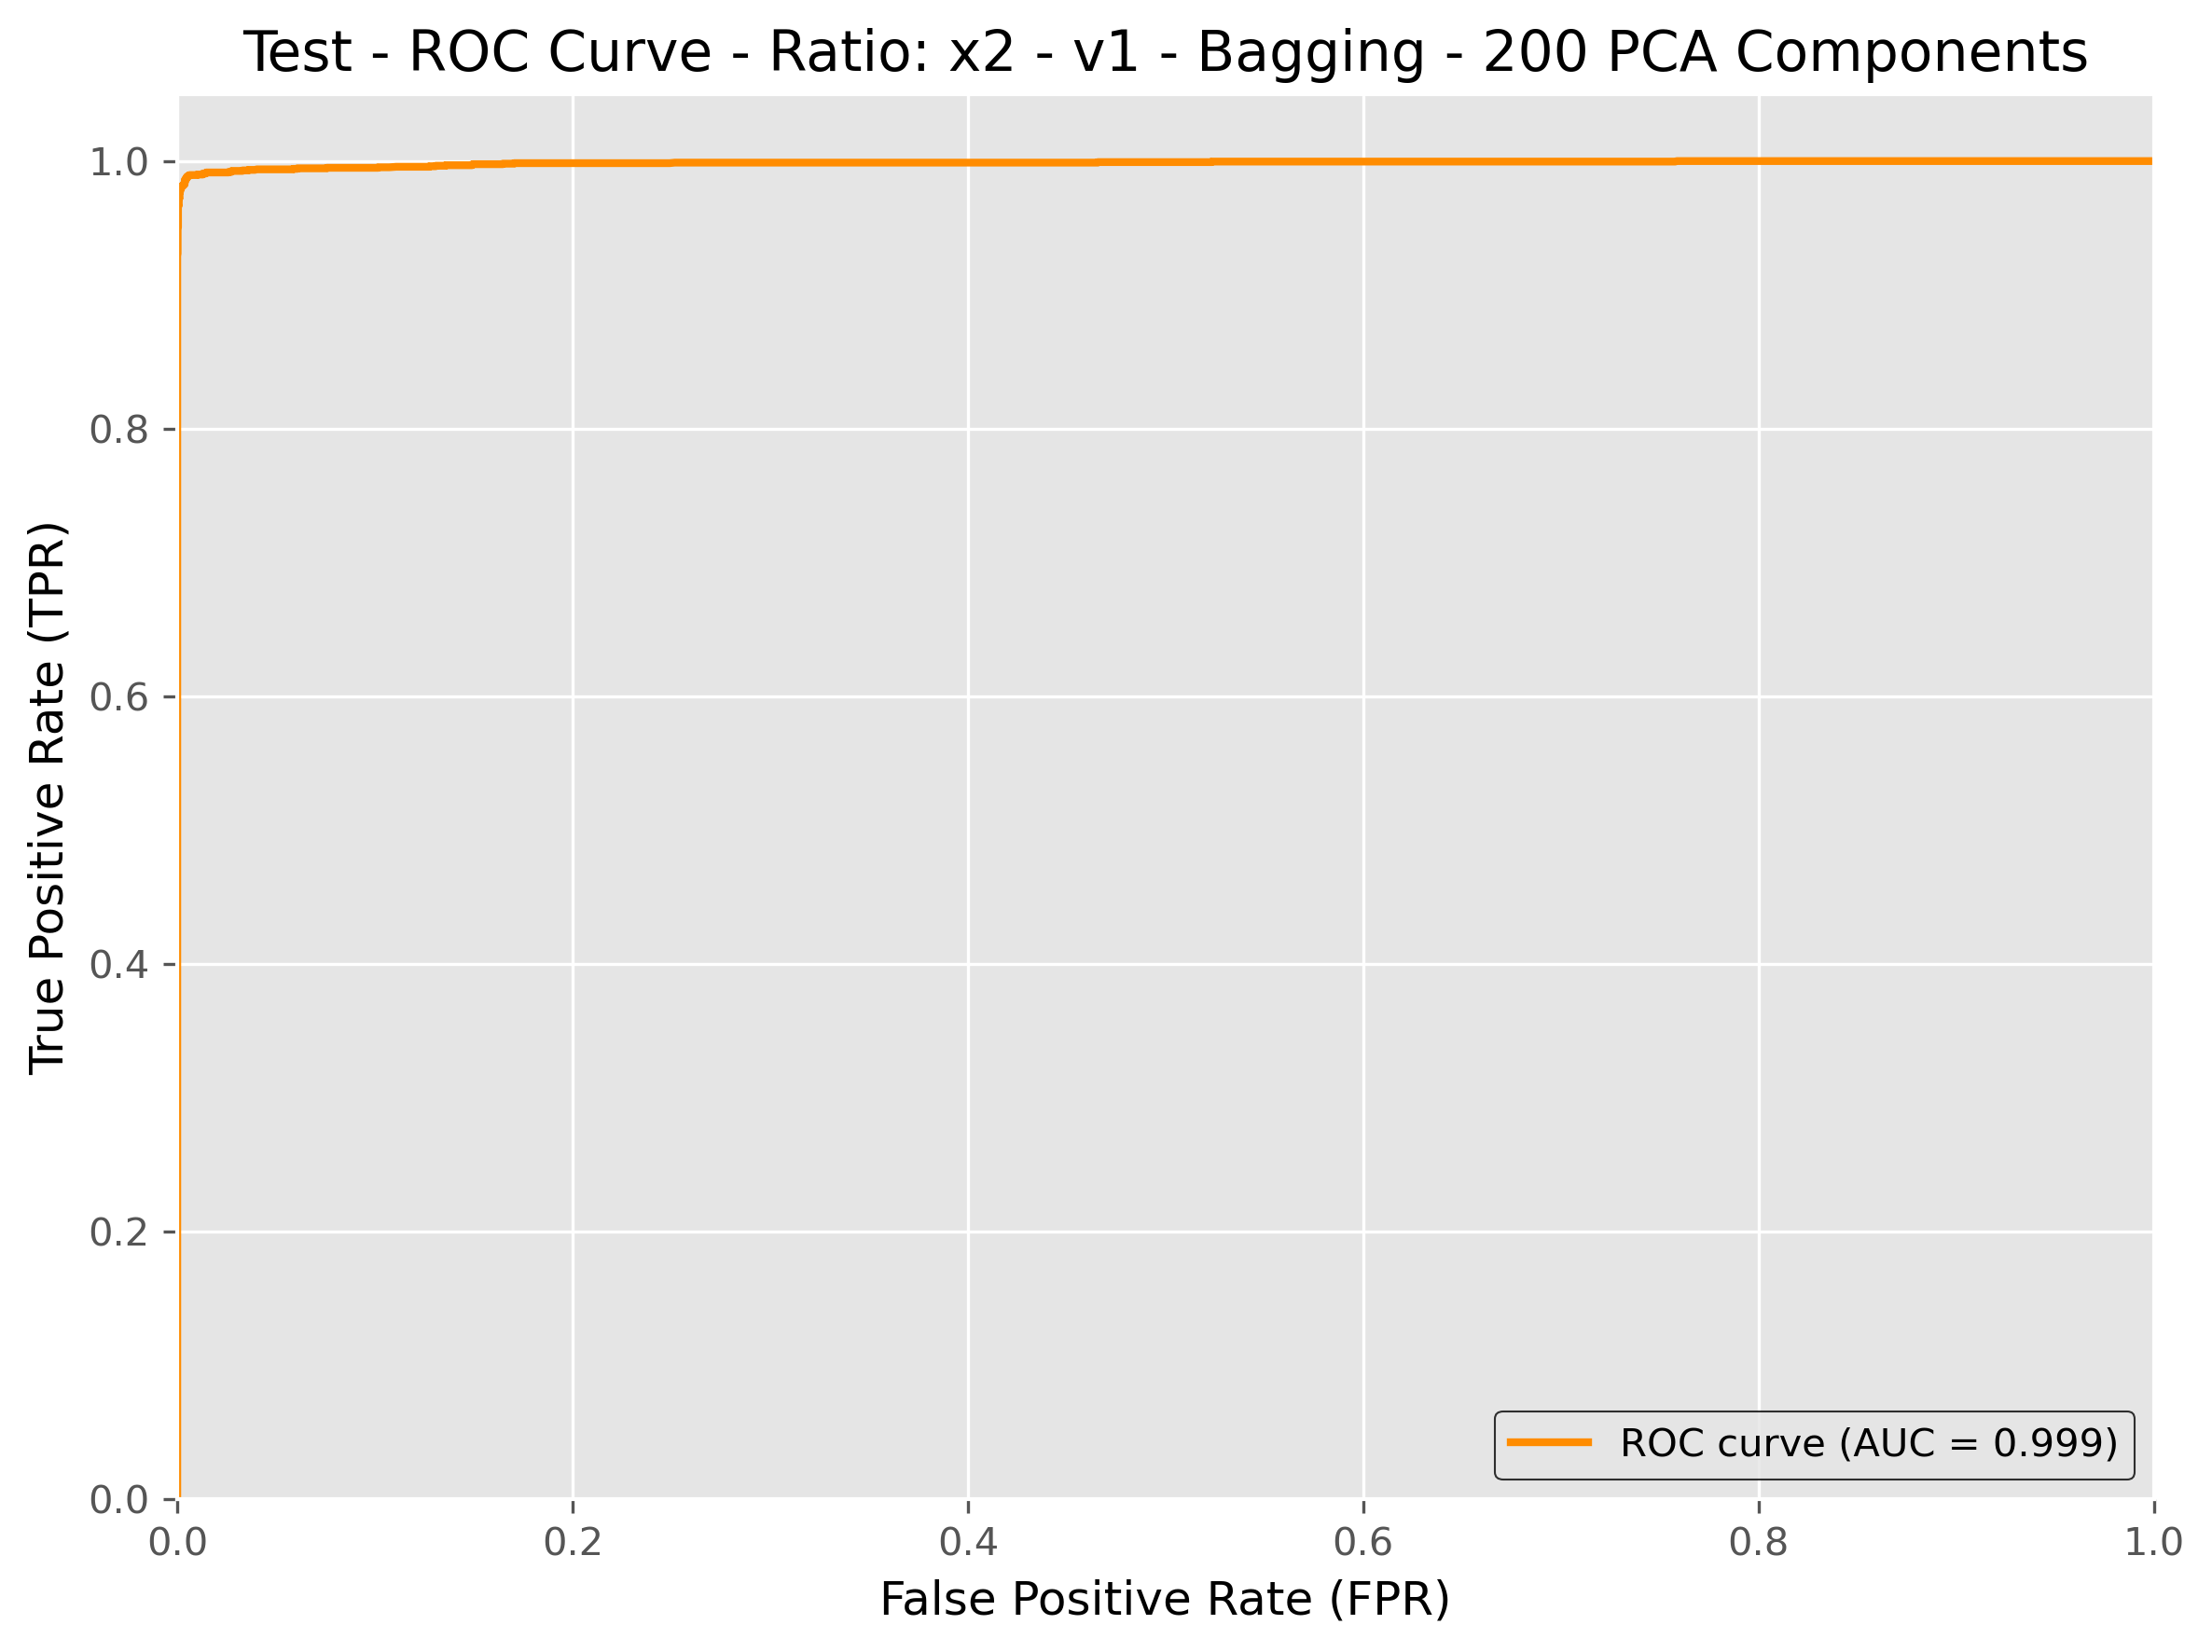 Test - ROC Curve - Ratio: x2 - v1 - Bagging - 200 PCA Components
True Positive Rate (TPR)
1.0
0.8
0.6
0.4
0.2
0.0
ROC curve (AUC = 0.999)
0.0 0.2 0.4 0.6 0.8 1.0
False Positive Rate (FPR)